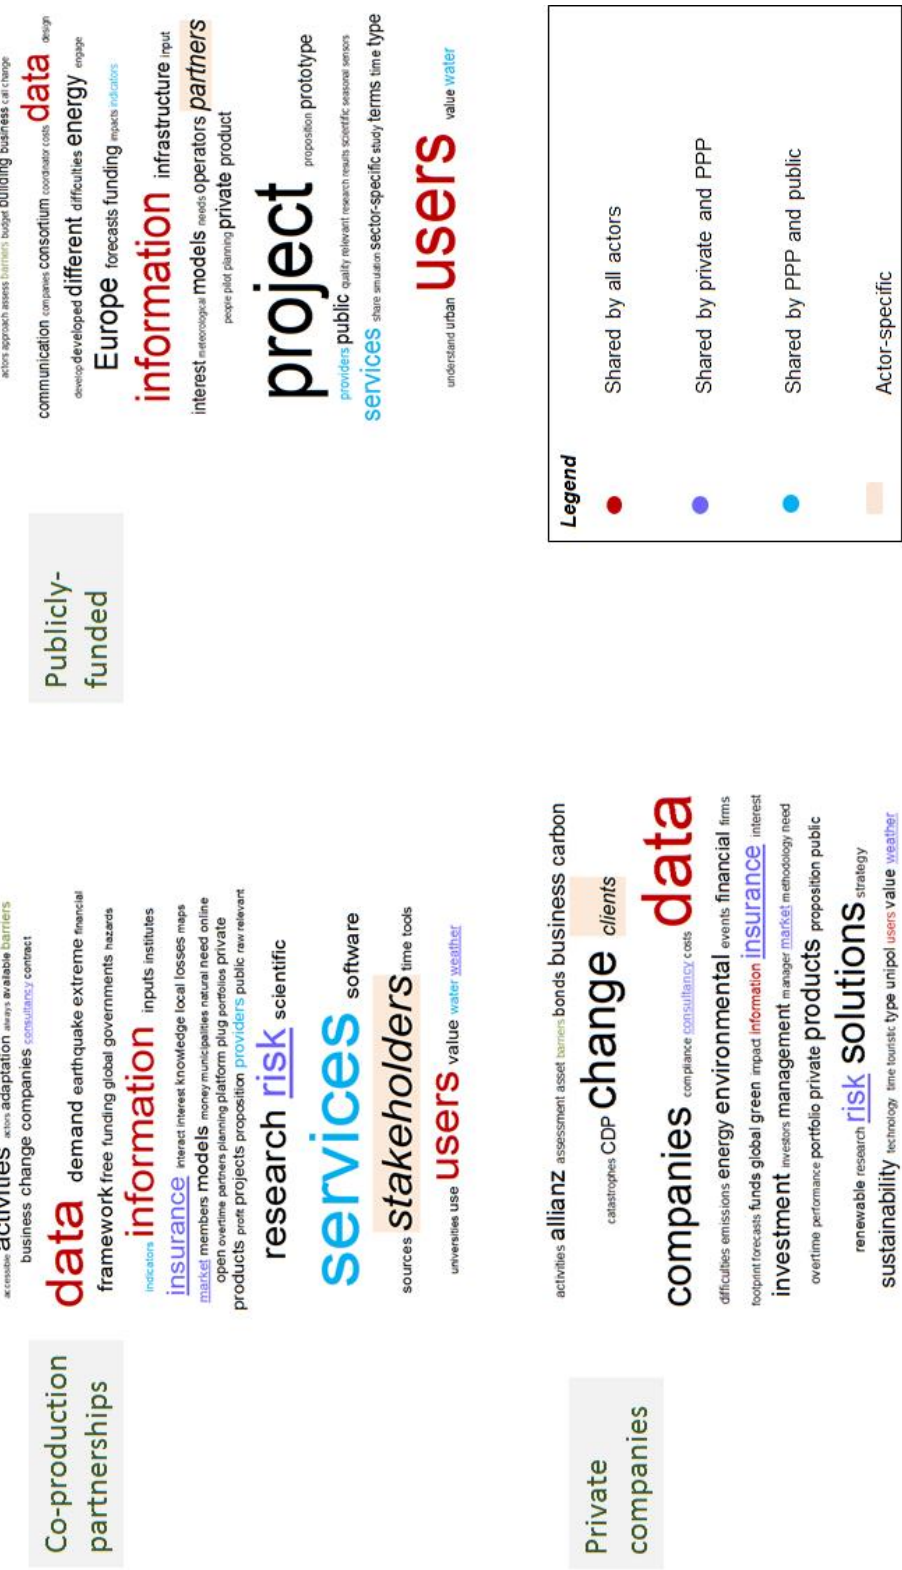 Co-production
partnerships
accessible activities actors adaptation always available barriers
business change companies consultancy contract
data demand earthquake extreme financial
framework free funding global governments hazards
indicators information inputs institutes
insurance interact interest knowledge local losses maps
market members models money municipalities natural need online
open overtime partners planning platform plug portfolios private
products profit projects proposition providers public raw relevant
research risk scientific
services software
sources stakeholders time tools
universities use users value water weather
Publicly-
funded
actors approach assess barriers budget building business call change
communication companies consortium coordinator costs data design
develop developed different difficulties energy engage
Europe forecasts funding impacts indicators
information infrastructure input
interest meteorological models needs operators partners
people pilot planning private product
project proposition prototype
providers public quality relevant research results scientific seasonal sensors
services share simulation sector-specific study terms time type
understand urban users value water
Private
companies
activities allianz assessment asset barriers bonds business carbon
catastrophes CDP change clients
companies compliance consultancy costs data
difficulties emissions energy environmental events financial firms
footprint forecasts funds global green impact information insurance interest
investment investors management manager market methodology need
overtime performance portfolio private products proposition public
renewable research risk solutions strategy
sustainability technology time touristic type unipol users value weather
Legend
Shared by all actors
Shared by private and PPP
Shared by PPP and public
Actor-specific